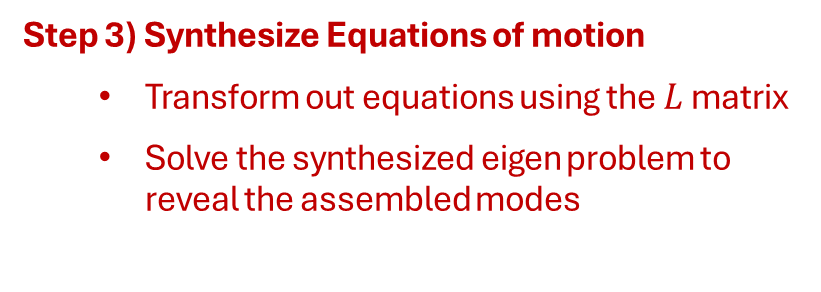 Step 3) Synthesize Equations of motion
• Transform out equations using the L matrix
• Solve the synthesized eigen problem to
reveal the assembled modes